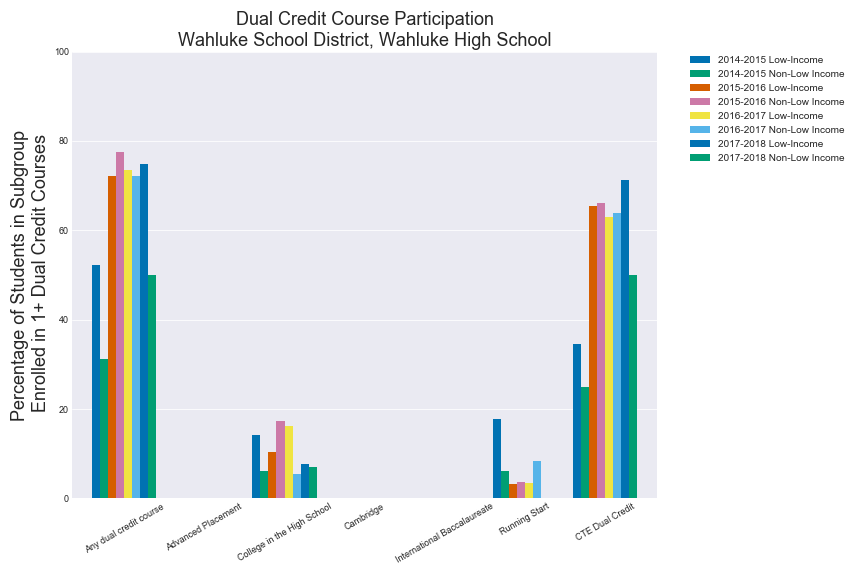 Dual Credit Course Participation
Wahluke School District, Wahluke High School
Percentage of Students in Subgroup
Enrolled in 1+ Dual Credit Courses
100
80
60
40
20
0
Any dual credit course
Advanced Placement
College in the High School
Cambridge
International Baccalaureate
Running Start
CTE Dual Credit
2014-2015 Low-Income
2014-2015 Non-Low Income
2015-2016 Low-Income
2015-2016 Non-Low Income
2016-2017 Low-Income
2016-2017 Non-Low Income
2017-2018 Low-Income
2017-2018 Non-Low Income